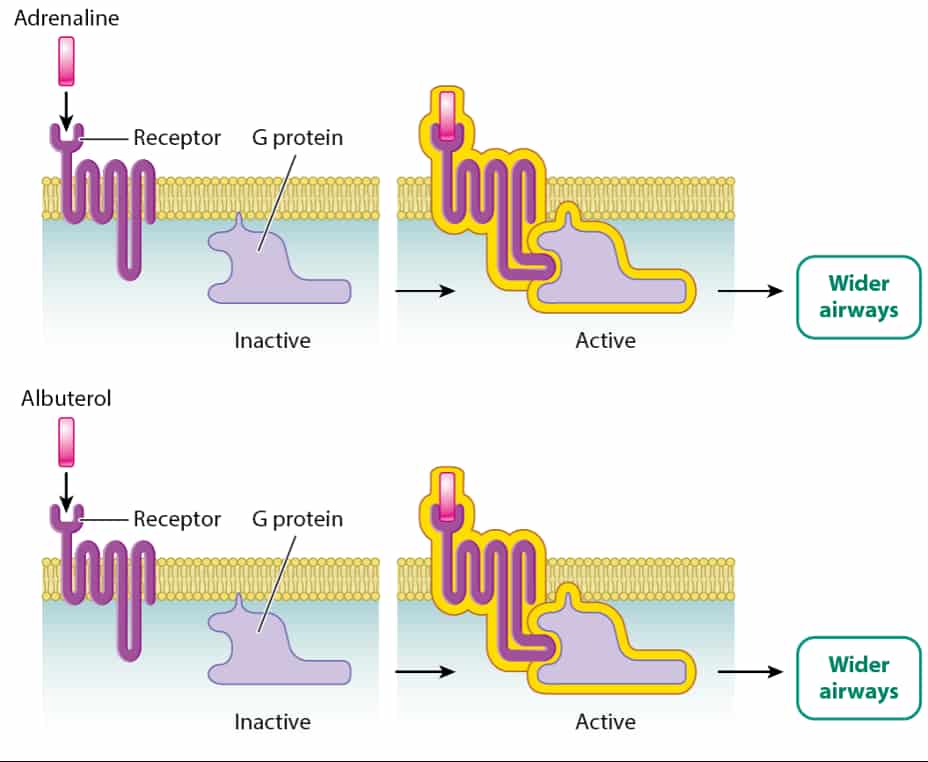 Adrenaline
Receptor
G protein
Inactive
Active
Wider
airways
Albuterol
Receptor
G protein
Inactive
Active
Wider
airways